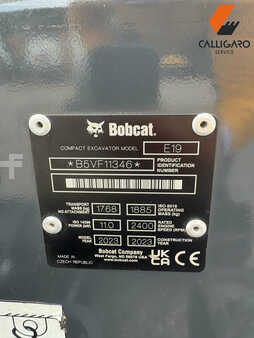 CALLIGARO
SERVICE
Bobcat.
COMPACT EXCAVATOR MODEL E19
*B5VF11346* PRODUCT IDENTIFICATION NUMBER
TRANSPORT MASS (kg) NO ATTACHMENT 1768 1885 ISO 6016 OPERATING MASS (kg)
ISO 14396 POWER (kW) 11.0 2400 RATED ENGINE SPEED (RPM)
MODEL YEAR 2023 2023 CONSTRUCTION YEAR
MADE IN CZECH REPUBLIC
Bobcat Company
West Fargo, ND 58078 USA
www.bobcat.com
UK CA